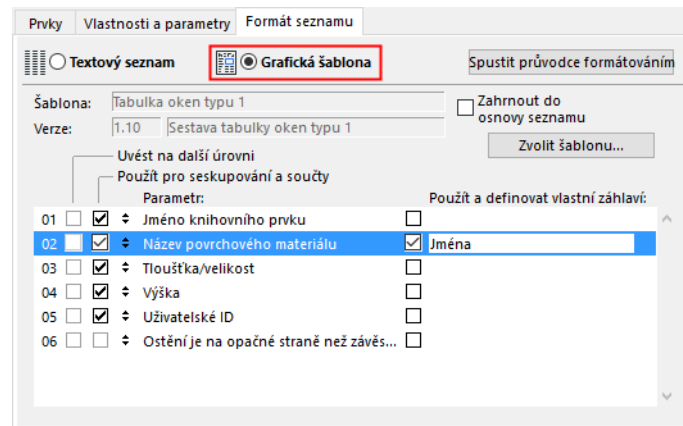 Prvky Vlastnosti a parametry Formát seznamu
Textový seznam Grafická šablona Spustit průvodce formátováním
Šablona: Tabulka oken typu 1 Zahrnout do
osnovy seznamu
Verze: 1.10 Sestava tabulky oken typu 1
Zvolit šablonu...
Uvést na další úrovni
Použít pro seskupování a součty
Parametr: Použít a definovat vlastní záhlaví:
01 Jméno knihovního prvku
02 Název povrchového materiálu Jména
03 Tloušťka/velikost
04 Výška
05 Uživatelské ID
06 Ostění je na opačné straně než závěs...